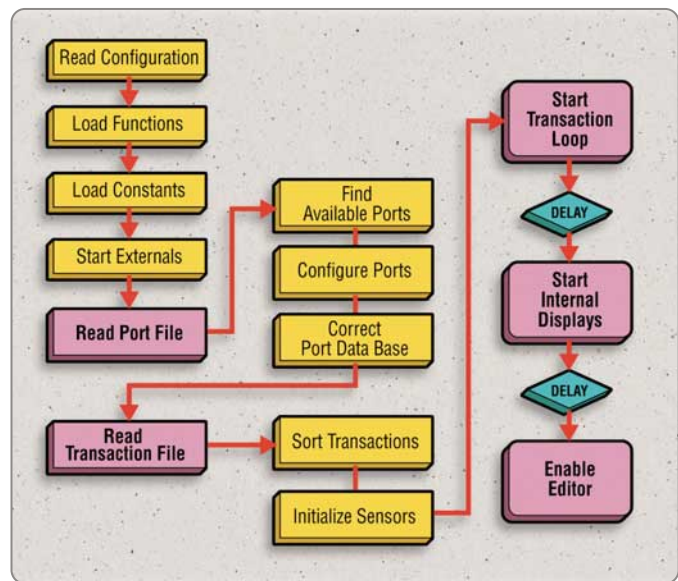 Read Configuration
Load Functions
Load Constants
Start Externals
Read Port File
Find
Available Ports
Configure Ports
Correct
Port Data Base
Read
Transaction File
Sort Transactions
Initialize Sensors
Start
Transaction
Loop
DELAY
Start
Internal
Displays
DELAY
Enable
Editor